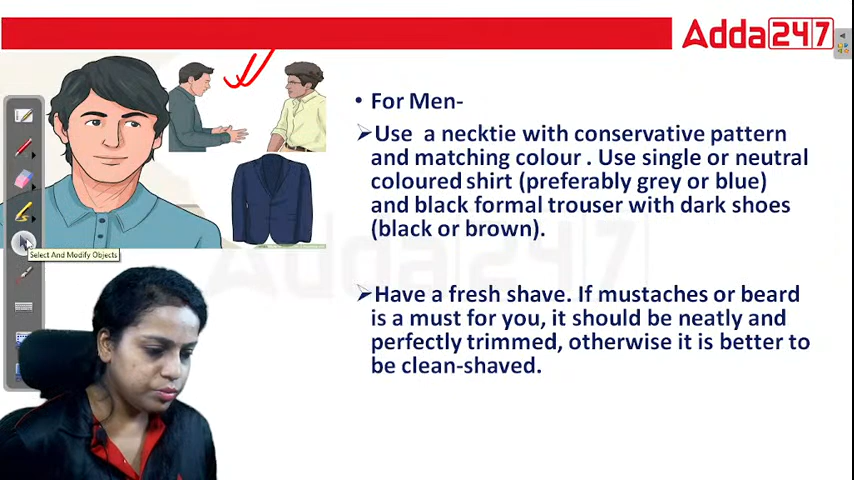 Adda247
• For Men-
➢Use a necktie with conservative pattern
and matching colour . Use single or neutral
coloured shirt (preferably grey or blue)
and black formal trouser with dark shoes
(black or brown).
Select And Modify Objects
➢Have a fresh shave. If mustaches or beard
is a must for you, it should be neatly and
perfectly trimmed, otherwise it is better to
be clean-shaved.
Adda247